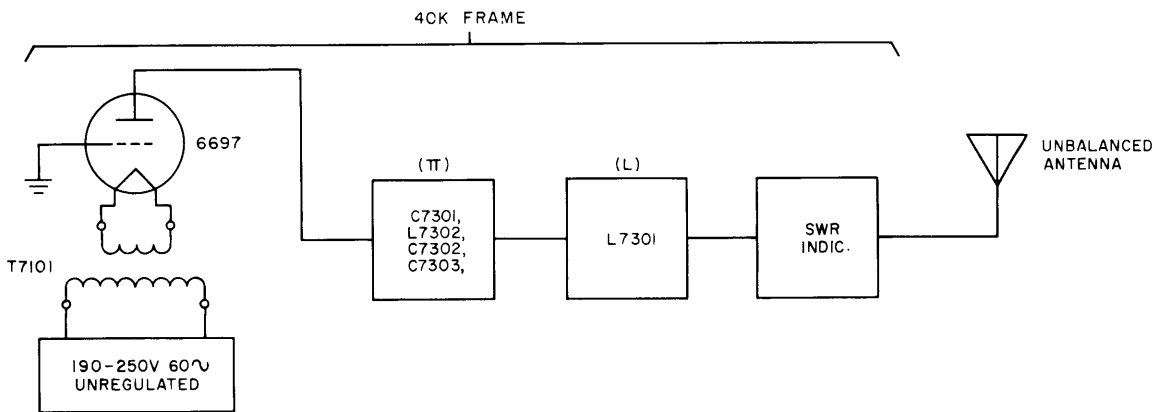 40K FRAME
6697
UNBALANCED
ANTENNA
(π)
(L)
C7301,
L7302,
C7302,
C7303,
L7301
SWR
INDIC.
T7101
190-250V 60~
UNREGULATED